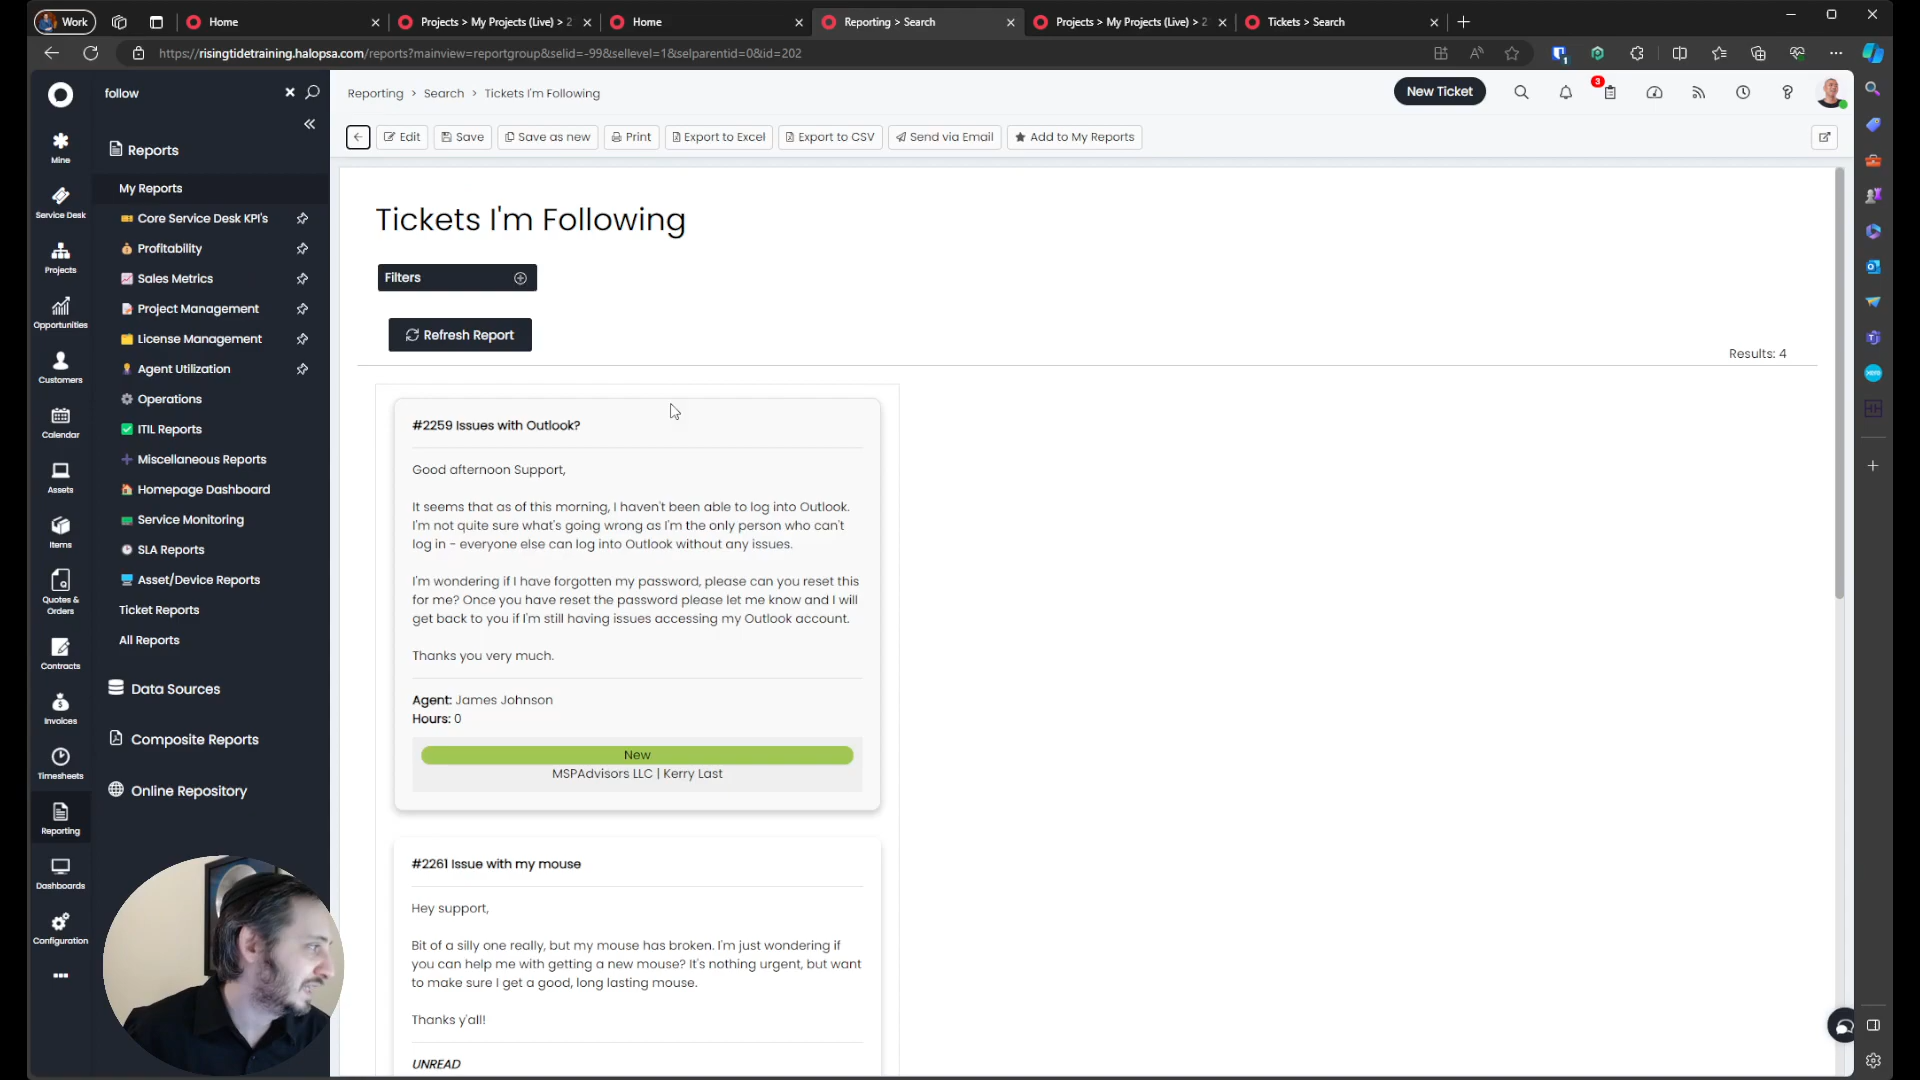 Work
Home
Projects > My Projects (Live) > 2
Home
Reporting > Search
Projects > My Projects (Live) > 2
Tickets > Search
https://risingtidetraining.halopsa.com/reports?mainview=reportgroup&selid=-99&sellevel=1&selparentid=0&id=202
follow
Reporting > Search > Tickets I'm Following
New Ticket
3
Edit
Save
Save as new
Print
Export to Excel
Export to CSV
Send via Email
Add to My Reports
Mine
Service Desk
Projects
Opportunities
Customers
Calendar
Assets
Items
Quotes &
Orders
Contracts
Invoices
Timesheets
Reporting
Dashboards
Configuration
Reports
My Reports
Core Service Desk KPI's
Profitability
Sales Metrics
Project Management
License Management
Agent Utilization
Operations
ITIL Reports
Miscellaneous Reports
Homepage Dashboard
Service Monitoring
SLA Reports
Asset/Device Reports
Ticket Reports
All Reports
Data Sources
Composite Reports
Online Repository
Tickets I'm Following
Filters
Refresh Report
Results: 4
#2259 Issues with Outlook?
Good afternoon Support,
It seems that as of this morning, I haven't been able to log into Outlook.
I'm not quite sure what's going wrong as I'm the only person who can't
log in - everyone else can log into Outlook without any issues.
I'm wondering if I have forgotten my password, please can you reset this
for me? Once you have reset the password please let me know and I will
get back to you if I'm still having issues accessing my Outlook account.
Thanks you very much.
Agent: James Johnson
Hours: 0
New
MSPAdvisors LLC | Kerry Last
#2261 Issue with my mouse
Hey support,
Bit of a silly one really, but my mouse has broken. I'm just wondering if
you can help me with getting a new mouse? It's nothing urgent, but want
to make sure I get a good, long lasting mouse.
Thanks y'all!
UNREAD